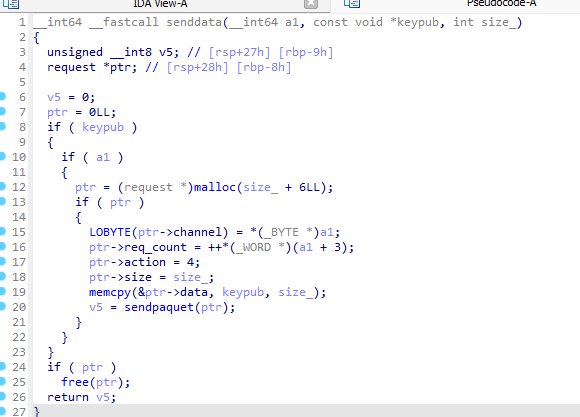 IDA View-A
Pseudocode-A
1 __int64 __fastcall senddata(__int64 a1, const void *keypub, int size_)
2 {
3 unsigned __int8 v5; // [rsp+27h] [rbp-9h]
4 request *ptr; // [rsp+28h] [rbp-8h]
5
6 v5 = 0;
7 ptr = 0LL;
8 if ( keypub )
9 {
10 if ( a1 )
11 {
12 ptr = (request *)malloc(size_ + 6LL);
13 if ( ptr )
14 {
15 LOBYTE(ptr->channel) = *(_BYTE *)a1;
16 ptr->req_count = ++*(_WORD *)(a1 + 3);
17 ptr->action = 4;
18 ptr->size = size_;
19 memcpy(&ptr->data, keypub, size_);
20 v5 = sendpaquet(ptr);
21 }
22 }
23 }
24 if ( ptr )
25 free(ptr);
26 return v5;
27 }